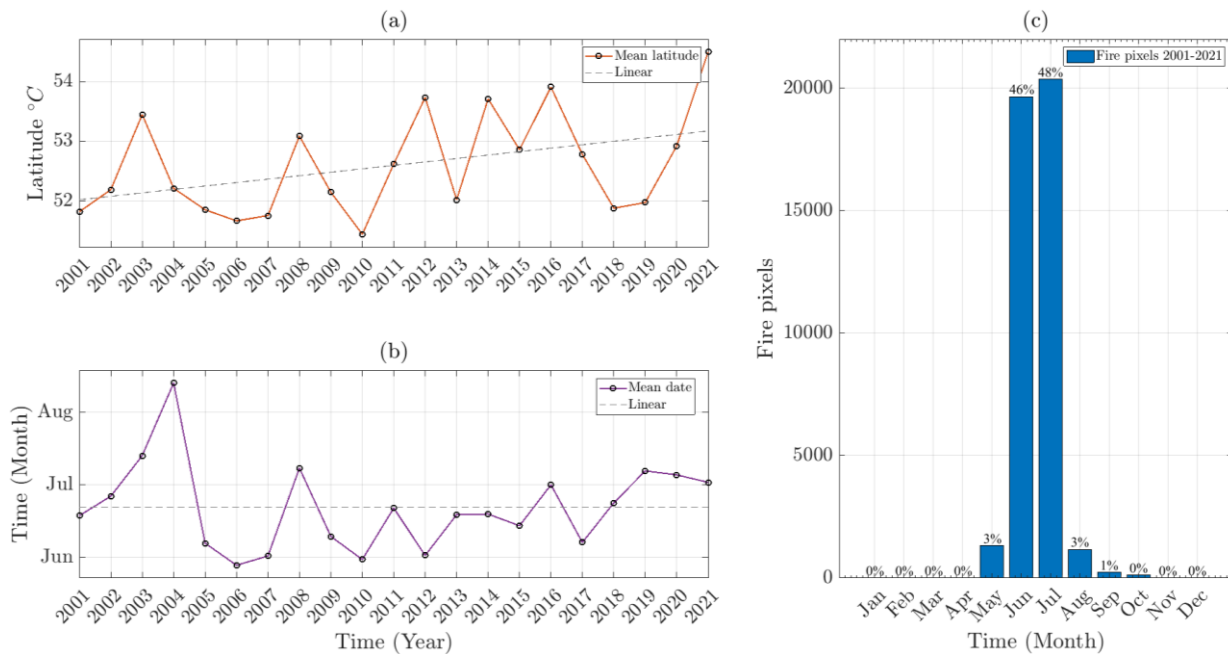 (a)
Latitude °C
54
53
52
Mean latitude
Linear
2001 2002 2003 2004 2005 2006 2007 2008 2009 2010 2011 2012 2013 2014 2015 2016 2017 2018 2019 2020 2021
(b)
Time (Month)
Aug
Jul
Jun
Mean date
Linear
2001 2002 2003 2004 2005 2006 2007 2008 2009 2010 2011 2012 2013 2014 2015 2016 2017 2018 2019 2020 2021
Time (Year)
(c)
Fire pixels 2001-2021
Fire pixels
20000
15000
10000
5000
0
0% 0% 0% 0% 3% 46% 48% 3% 1% 0% 0% 0%
Jan Feb Mar Apr May Jun Jul Aug Sep Oct Nov Dec
Time (Month)